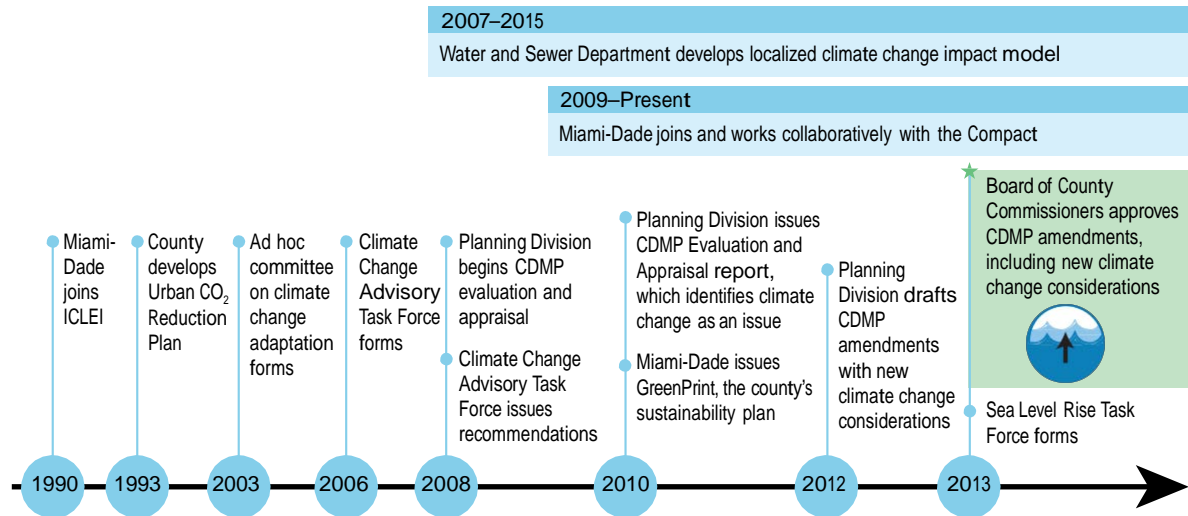 2007–2015
Water and Sewer Department develops localized climate change impact model
2009–Present
Miami-Dade joins and works collaboratively with the Compact
Miami-
Dade
joins
ICLEI
County
develops
Urban CO₂
Reduction
Plan
Ad hoc
committee
on climate
change
adaptation
forms
Climate
Change
Advisory
Task Force
forms
Planning Division
begins CDMP
evaluation and
appraisal
Climate Change
Advisory Task
Force issues
recommendations
Planning Division issues
CDMP Evaluation and
Appraisal report,
which identifies climate
change as an issue
Miami-Dade issues
GreenPrint, the county's
sustainability plan
Planning
Division drafts
CDMP
amendments
with new
climate change
considerations
Board of County
Commissioners approves
CDMP amendments,
including new climate
change considerations
Sea Level Rise Task
Force forms
1990
1993
2003
2006
2008
2010
2012
2013